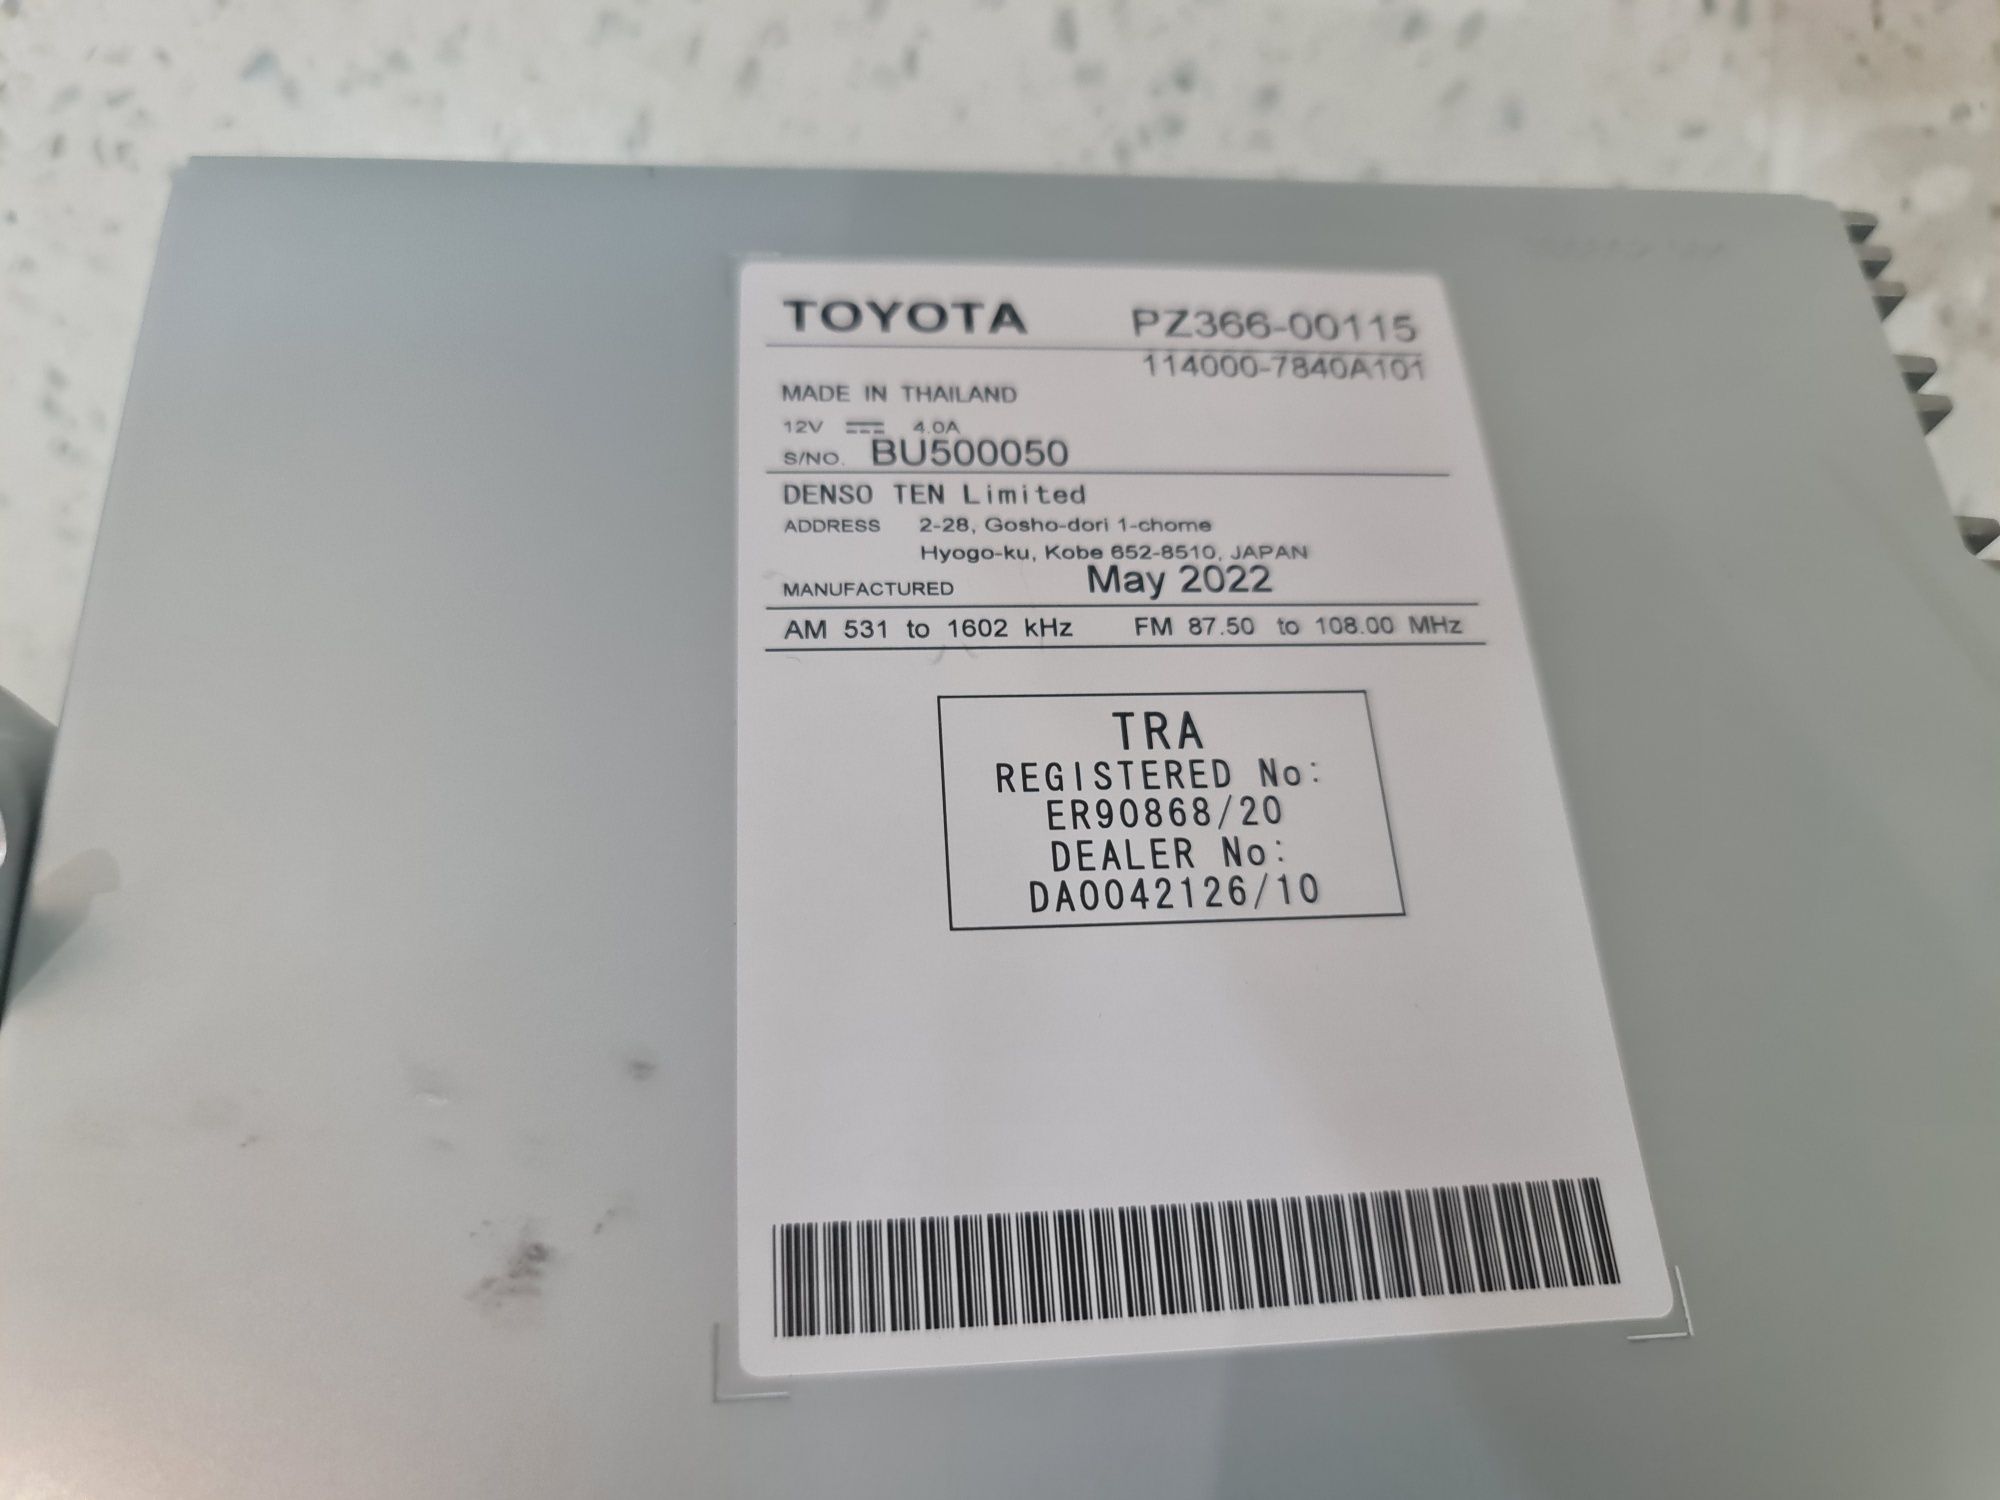 TOYOTA PZ366-00115
114000-7840A101
MADE IN THAILAND
12V 4.0A
S/NO. BU500050
DENSO TEN Limited
ADDRESS 2-28, Gosho-dori 1-chome
Hyogo-ku, Kobe 652-8510, JAPAN
MANUFACTURED May 2022
AM 531 to 1602 kHz FM 87.50 to 108.00 MHz
TRA
REGISTERED No:
ER90868/20
DEALER No:
DA0042126/10